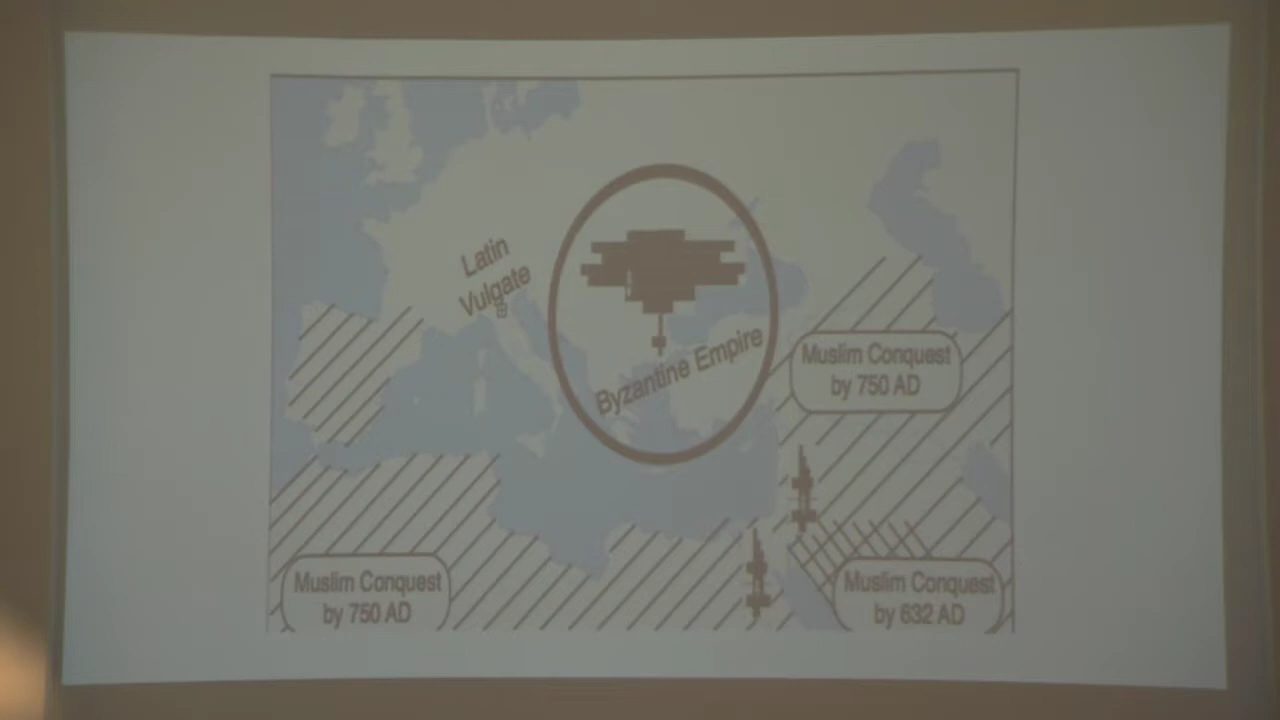 Latin
Vulgate
Byzantine Empire
Muslim Conquest
by 750 AD
Muslim Conquest
by 750 AD
Muslim Conquest
by 632 AD